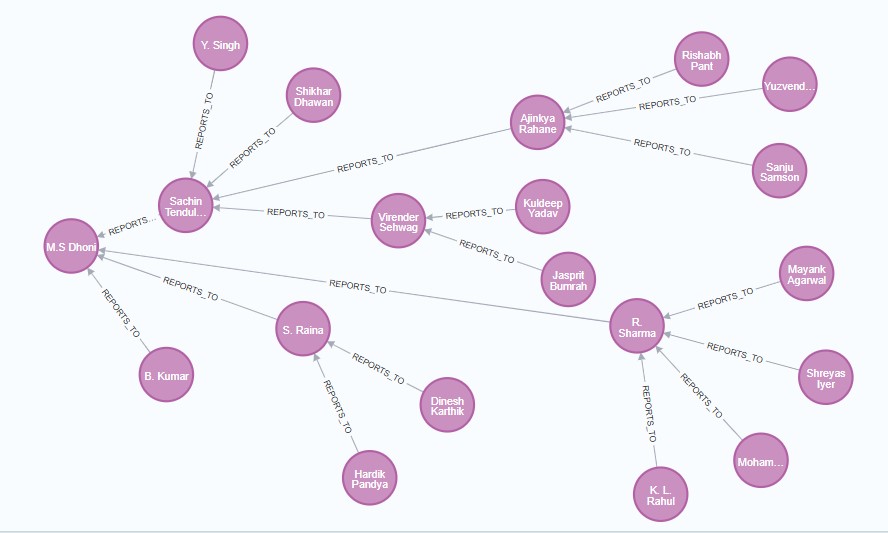 Y. Singh
Rishabh
Pant
Shikhar
Dhawan
Yuzvend...
REPORTS_TO
REPORTS_TO
REPORTS_TO
Ajinkya
Rahane
REPORTS_TO
REPORTS_TO
REPORTS_TO
Sanju
Samson
Sachin
Tendul...
REPORTS_TO
Virender
Sehwag
REPORTS_TO
Kuldeep
Yadav
REPORTS...
M.S Dhoni
REPORTS_TO
Jasprit
Bumrah
Mayank
Agarwal
REPORTS_TO
REPORTS_TO
REPORTS_TO
REPORTS_TO
S. Raina
R.
Sharma
REPORTS_TO
B. Kumar
REPORTS_TO
Shreyas
Iyer
REPORTS_TO
REPORTS_TO
REPORTS_TO
Dinesh
Karthik
Hardik
Pandya
Moham...
K. L.
Rahul